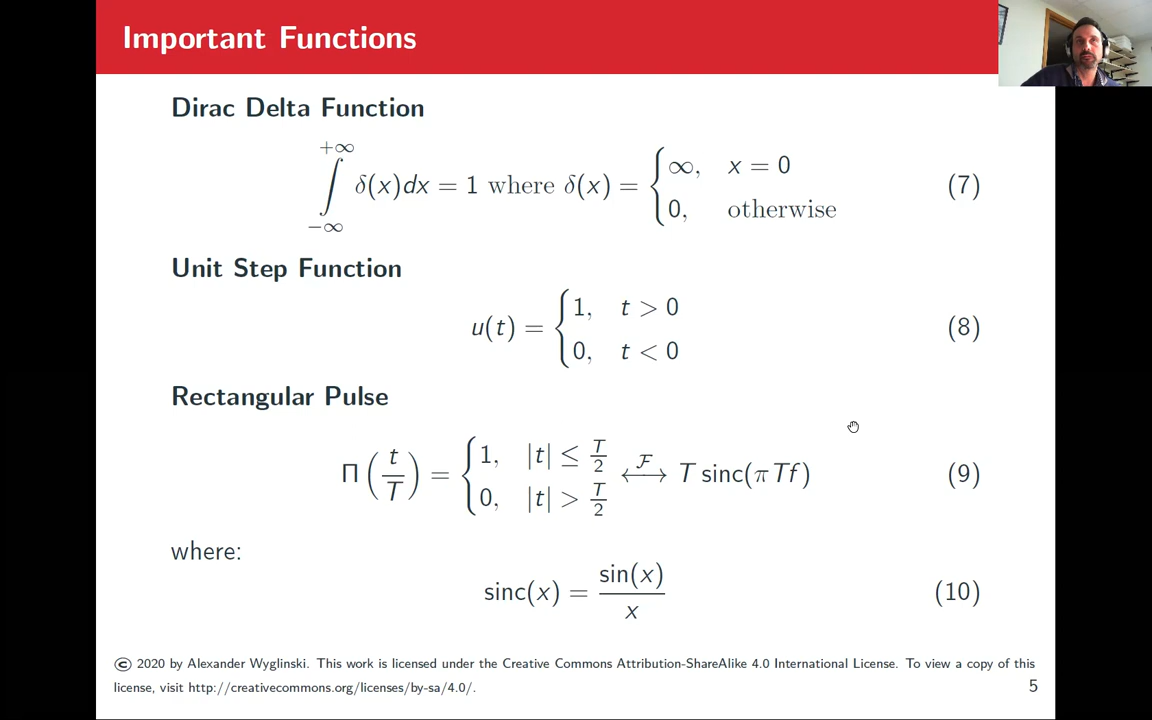 Important Functions
Dirac Delta Function
+∞
∫ δ(x)dx = 1 where δ(x) = { ∞, x = 0
−∞
0, otherwise (7)
Unit Step Function
u(t) = { 1, t > 0
0, t < 0 (8)
Rectangular Pulse
Π(t/T) = { 1, |t| ≤ T/2
0, |t| > T/2 ⟷ℱ T sinc(πTf) (9)
where:
sinc(x) = sin(x)/x (10)
© 2020 by Alexander Wyglinski. This work is licensed under the Creative Commons Attribution-ShareAlike 4.0 International License. To view a copy of this
license, visit http://creativecommons.org/licenses/by-sa/4.0/.
5